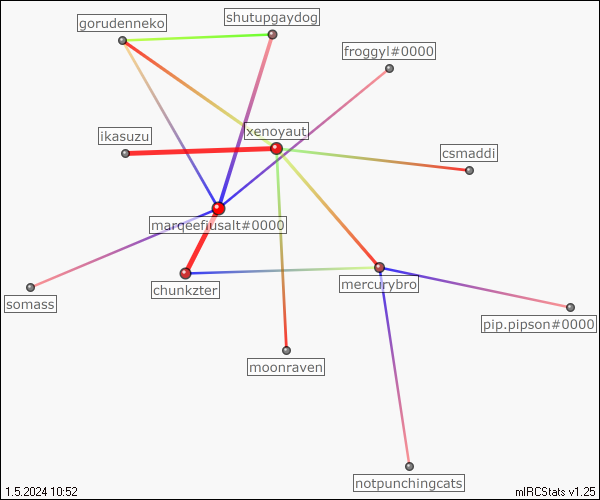 gorudenneko
shutupgaydog
froggyl#0000
ikasuzu
xenoyaut
csmaddi
marqeefiusalt#0000
chunkzter
mercurybro
somass
pip.pipson#0000
moonraven
notpunchingcats
1.5.2024 10:52
mIRCStats v1.25